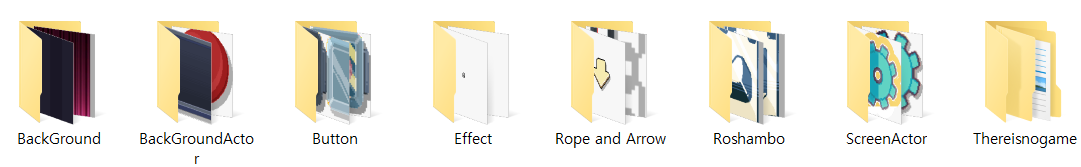 BackGround
BackGroundActo
r
Button
Effect
Rope and Arrow
Roshambo
ScreenActor
Thereisnogame